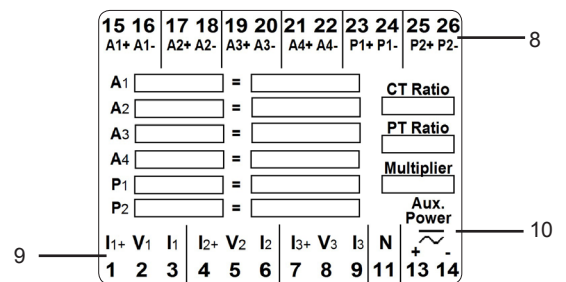 15 16 17 18 19 20 21 22 23 24 25 26
A1+ A1- A2+ A2- A3+ A3- A4+ A4- P1+ P1- P2+ P2-
8
A1 =
CT Ratio
A2 =
A3 =
PT Ratio
A4 =
Multiplier
P1 =
P2 =
Aux.
Power
10
I1+ V1 I1 I2+ V2 I2 I3+ V3 I3 N + -
9
1 2 3 4 5 6 7 8 9 11 13 14